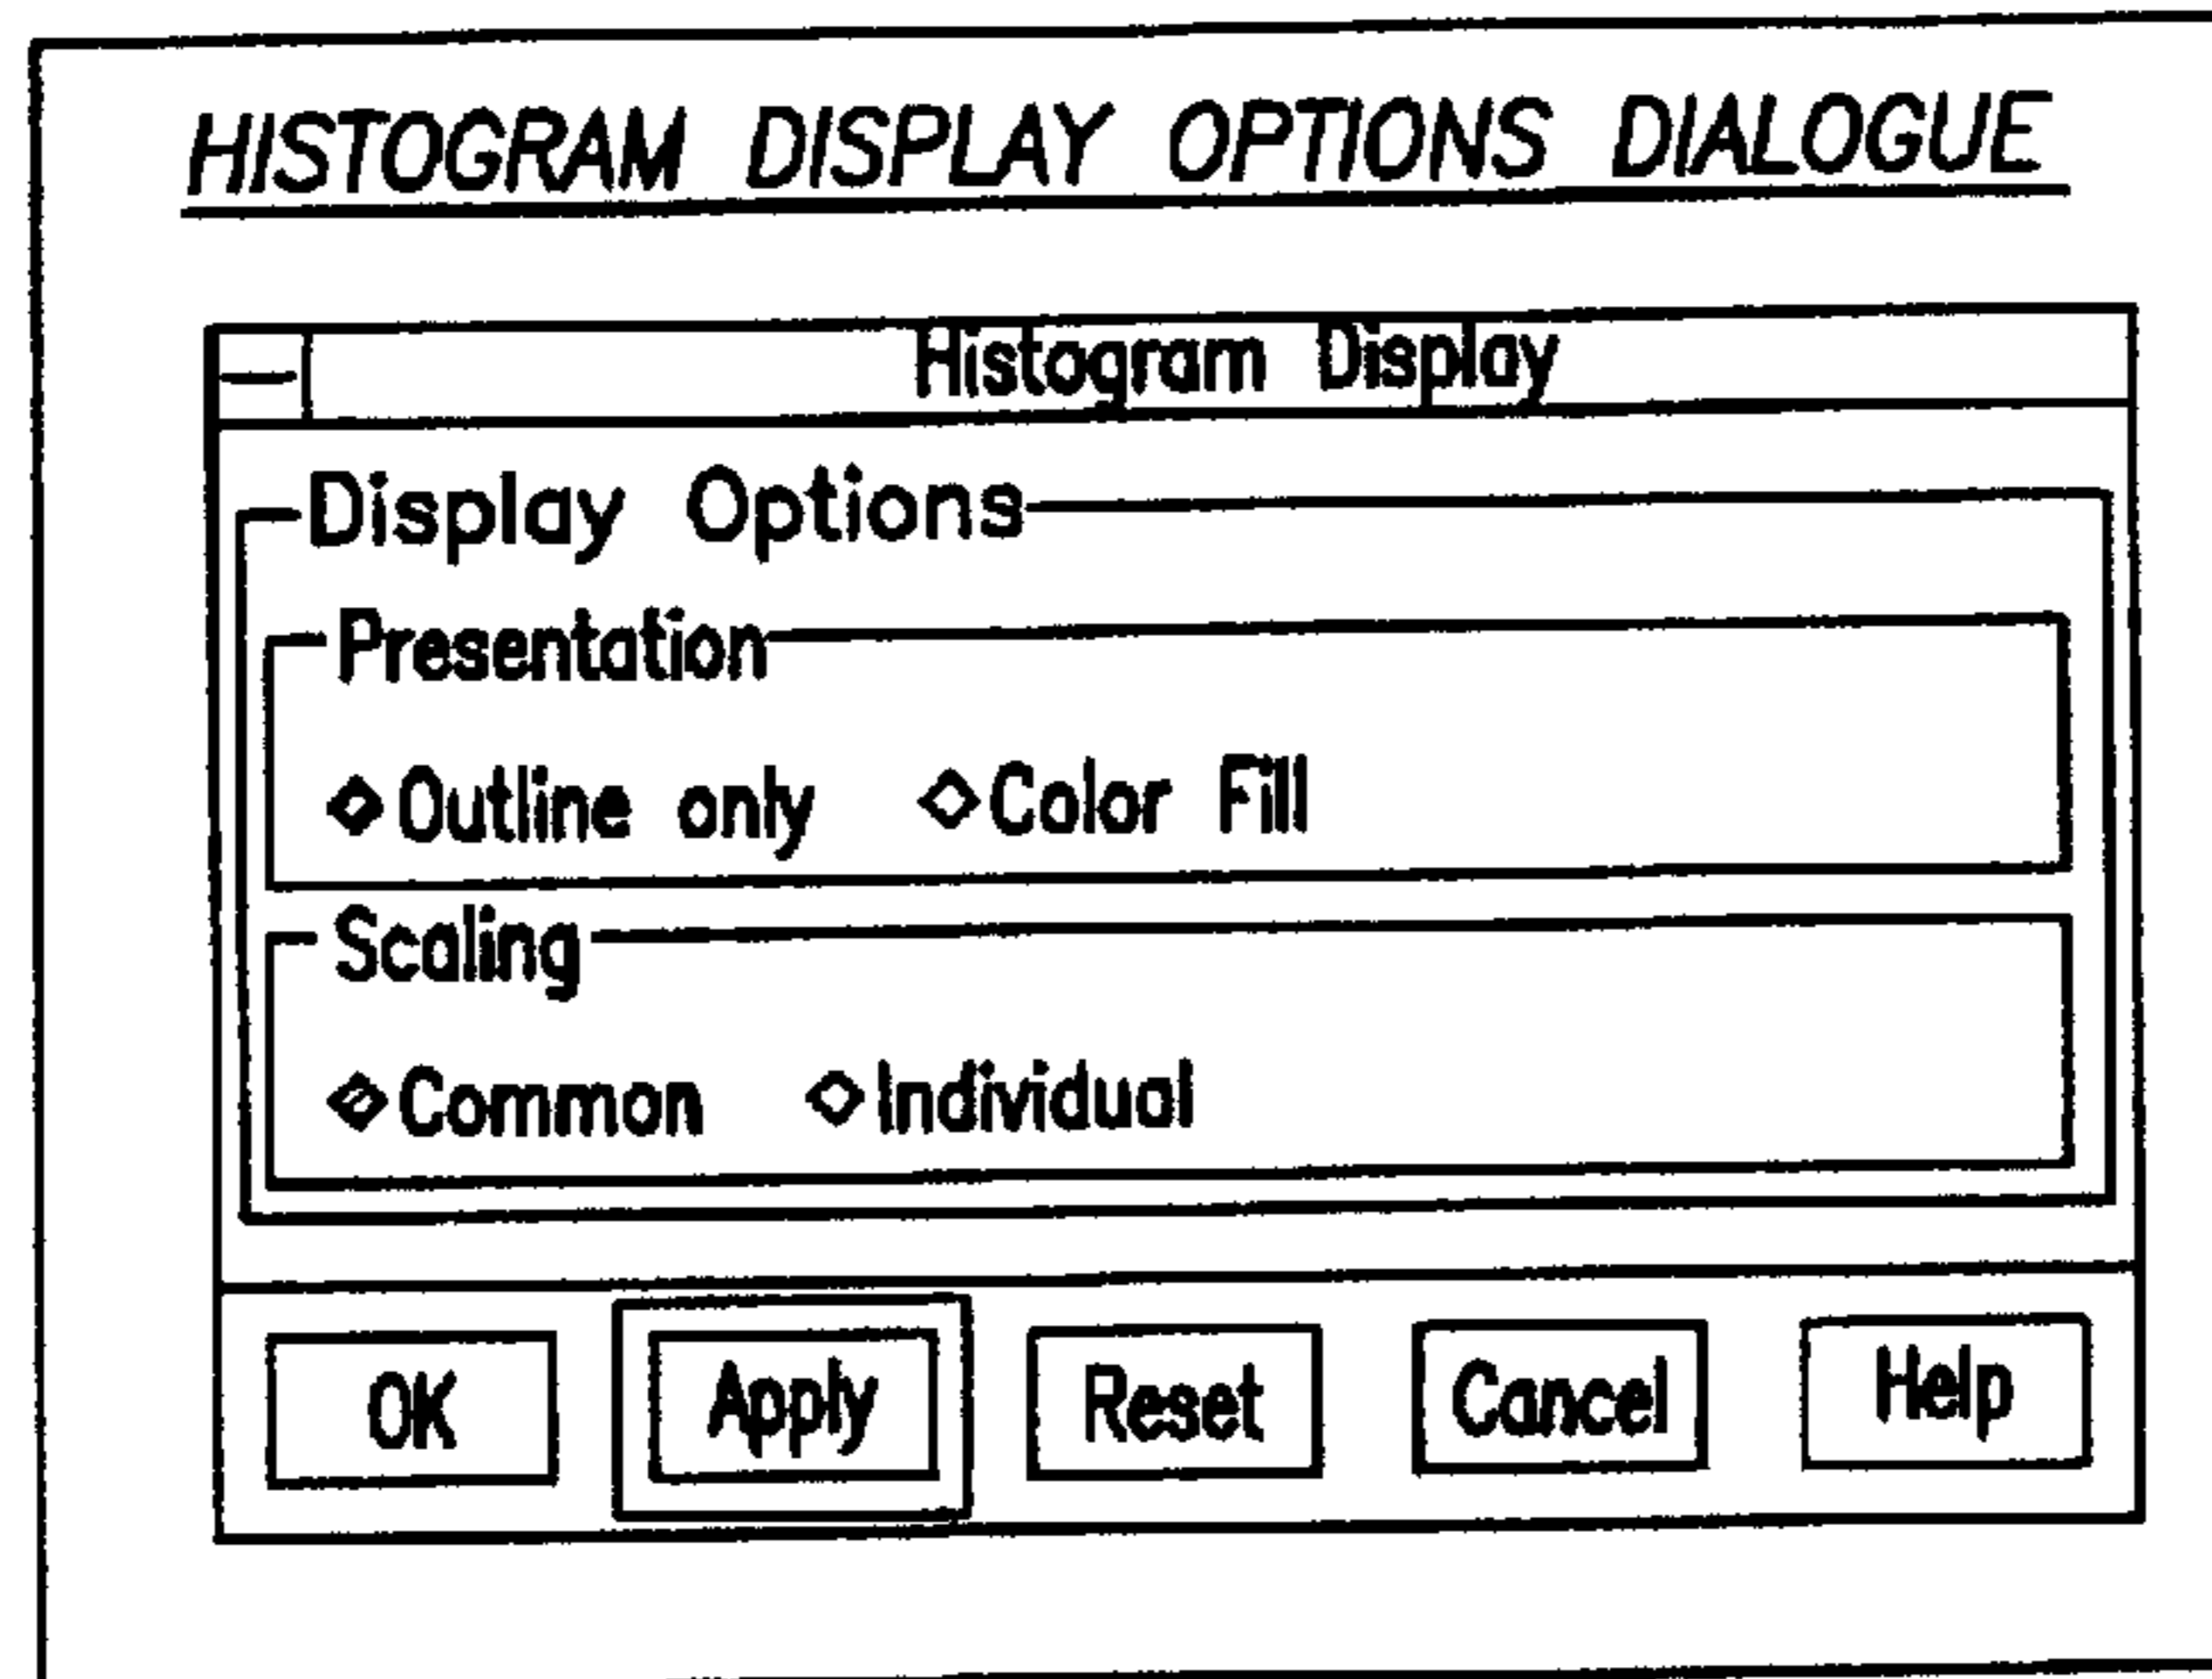 HISTOGRAM DISPLAY OPTIONS DIALOGUE
Histogram Display
Display Options
Presentation
Outline only Color Fill
Scaling
Common Individual
OK Apply Reset Cancel Help